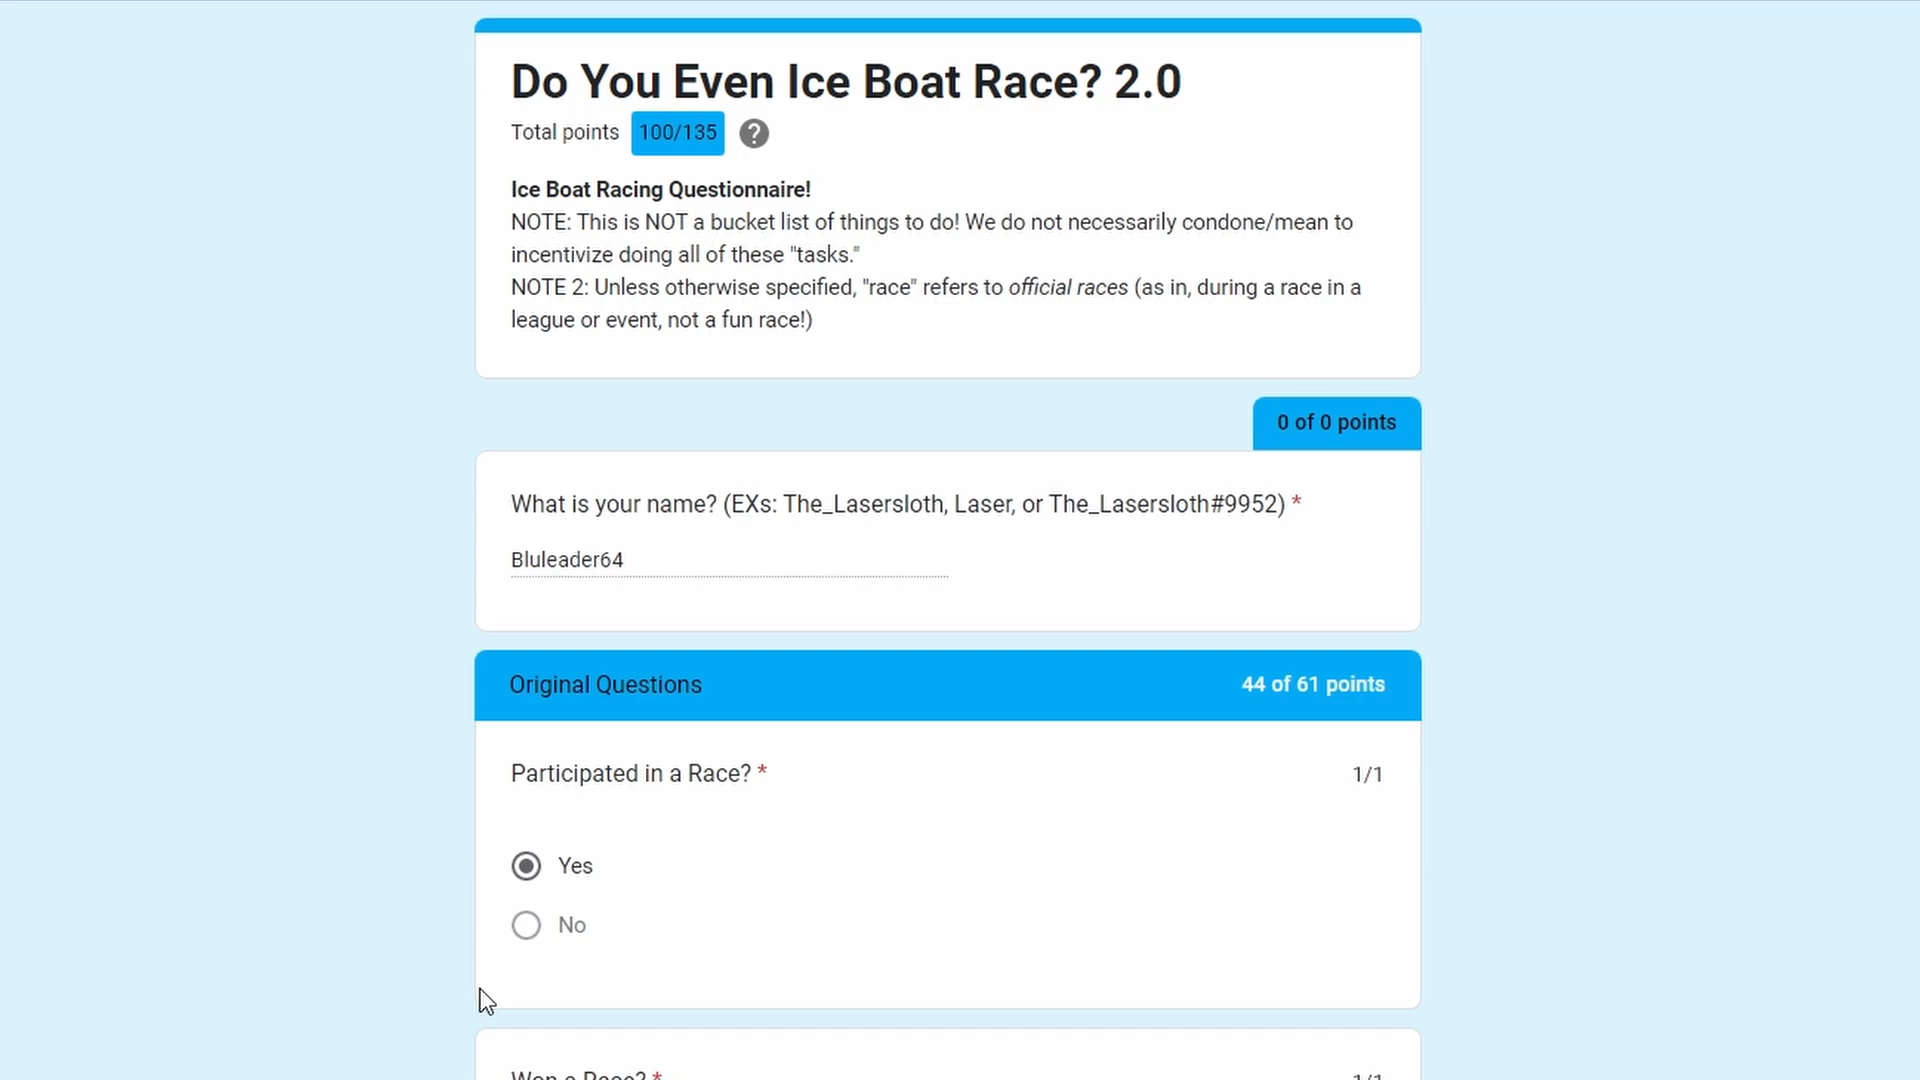 Do You Even Ice Boat Race? 2.0
Total points 100/135 ?
Ice Boat Racing Questionnaire!
NOTE: This is NOT a bucket list of things to do! We do not necessarily condone/mean to
incentivize doing all of these "tasks."
NOTE 2: Unless otherwise specified, "race" refers to official races (as in, during a race in a
league or event, not a fun race!)
0 of 0 points
What is your name? (EXs: The_Lasersloth, Laser, or The_Lasersloth#9952) *
Bluleader64
Original Questions 44 of 61 points
Participated in a Race? * 1/1
Yes
No
Won a Race? * 1/1